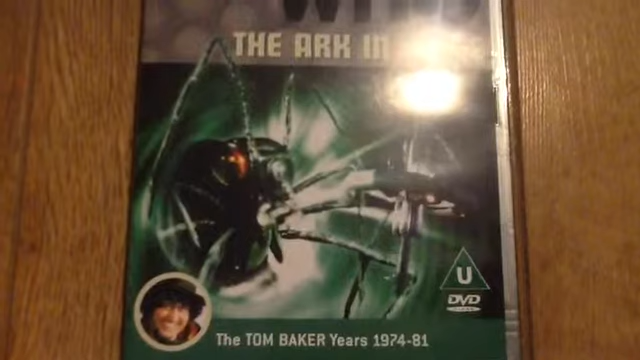 THE ARK IN
U
DVD
The TOM BAKER Years 1974-81